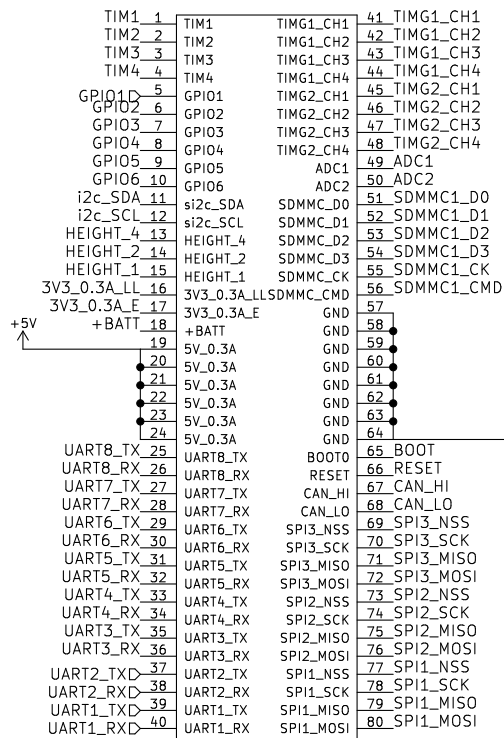 TIM1 1 TIM1 TIMG1_CH1 41 TIMG1_CH1
TIM2 2 TIM2 TIMG1_CH2 42 TIMG1_CH2
TIM3 3 TIM3 TIMG1_CH3 43 TIMG1_CH3
TIM4 4 TIM4 TIMG1_CH4 44 TIMG1_CH4
GPIO1 5 GPIO1 TIMG2_CH1 45 TIMG2_CH1
GPIO2 6 GPIO2 TIMG2_CH2 46 TIMG2_CH2
GPIO3 7 GPIO3 TIMG2_CH3 47 TIMG2_CH3
GPIO4 8 GPIO4 TIMG2_CH4 48 TIMG2_CH4
GPIO5 9 GPIO5 ADC1 49 ADC1
GPIO6 10 GPIO6 ADC2 50 ADC2
i2c_SDA 11 si2c_SDA SDMMC_D0 51 SDMMC1_D0
i2c_SCL 12 si2c_SCL SDMMC_D1 52 SDMMC1_D1
HEIGHT_4 13 HEIGHT_4 SDMMC_D2 53 SDMMC1_D2
HEIGHT_2 14 HEIGHT_2 SDMMC_D3 54 SDMMC1_D3
HEIGHT_1 15 HEIGHT_1 SDMMC_CK 55 SDMMC1_CK
3V3_0.3A_LL 16 3V3_0.3A_LL SDMMC_CMD 56 SDMMC1_CMD
3V3_0.3A_E 17 3V3_0.3A_E GND 57
+BATT 18 +BATT GND 58
+5V
19 5V_0.3A GND 59
20 5V_0.3A GND 60
21 5V_0.3A GND 61
22 5V_0.3A GND 62
23 5V_0.3A GND 63
24 5V_0.3A GND 64
UART8_TX 25 UART8_TX BOOT0 65 BOOT
UART8_RX 26 UART8_RX RESET 66 RESET
UART7_TX 27 UART7_TX CAN_HI 67 CAN_HI
UART7_RX 28 UART7_RX CAN_LO 68 CAN_LO
UART6_TX 29 UART6_TX SPI3_NSS 69 SPI3_NSS
UART6_RX 30 UART6_RX SPI3_SCK 70 SPI3_SCK
UART5_TX 31 UART5_TX SPI3_MISO 71 SPI3_MISO
UART5_RX 32 UART5_RX SPI3_MOSI 72 SPI3_MOSI
UART4_TX 33 UART4_TX SPI2_NSS 73 SPI2_NSS
UART4_RX 34 UART4_RX SPI2_SCK 74 SPI2_SCK
UART3_TX 35 UART3_TX SPI2_MISO 75 SPI2_MISO
UART3_RX 36 UART3_RX SPI2_MOSI 76 SPI2_MOSI
UART2_TX 37 UART2_TX SPI1_NSS 77 SPI1_NSS
UART2_RX 38 UART2_RX SPI1_SCK 78 SPI1_SCK
UART1_TX 39 UART1_TX SPI1_MISO 79 SPI1_MISO
UART1_RX 40 UART1_RX SPI1_MOSI 80 SPI1_MOSI